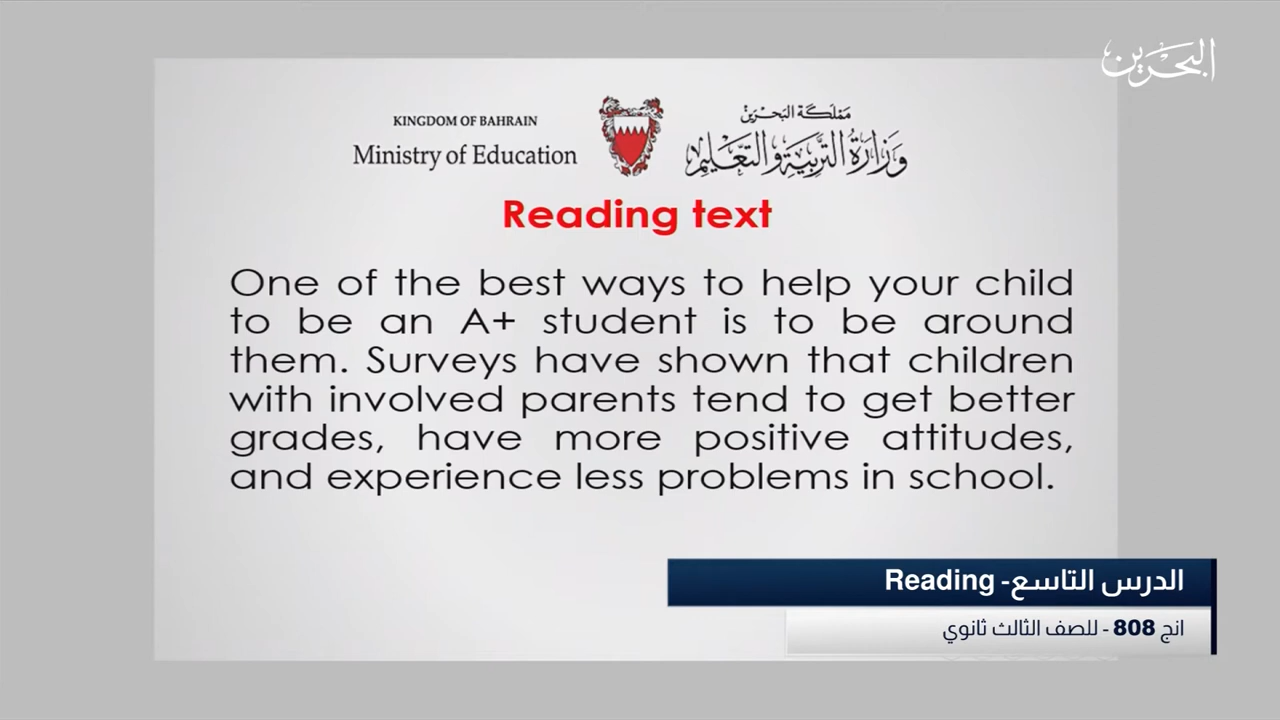 البحرين
KINGDOM OF BAHRAIN
Ministry of Education
مملكة البحرين
وزارة التربية والتعليم
Reading text
One of the best ways to help your child
to be an A+ student is to be around
them. Surveys have shown that children
with involved parents tend to get better
grades, have more positive attitudes,
and experience less problems in school.
الدرس التاسع- Reading
انج 808 - للصف الثالث ثانوي